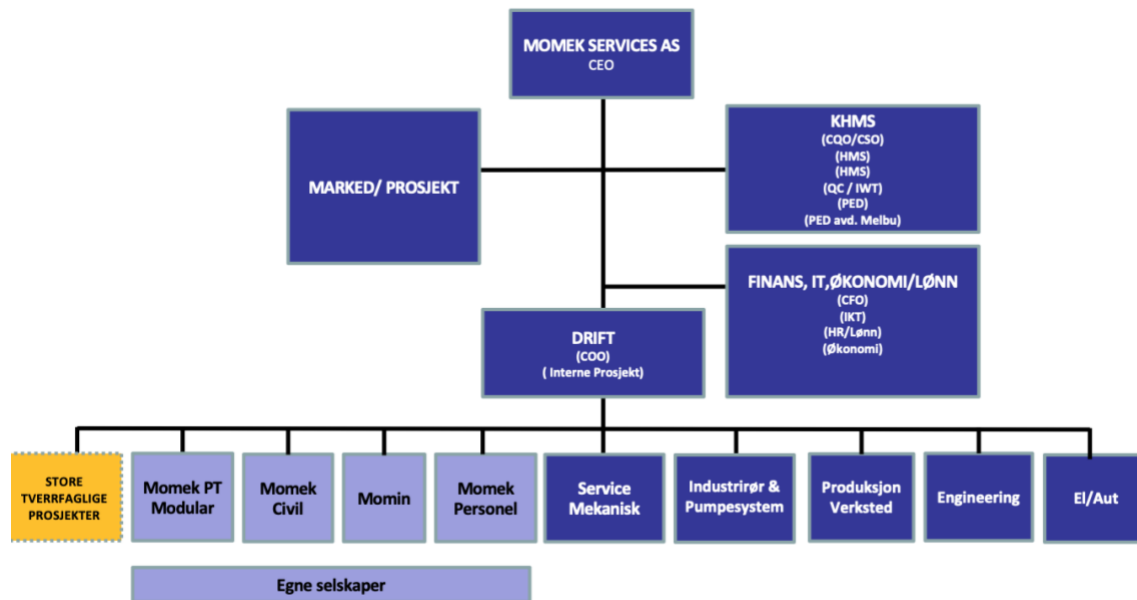 MOMEK SERVICES AS
CEO
MARKED/ PROSJEKT
KHMS
(CQO/CSO)
(HMS)
(HMS)
(QC / IWT)
(PED)
(PED avd. Melbu)
FINANS, IT,ØKONOMI/LØNN
(CFO)
(IKT)
(HR/Lønn)
(Økonomi)
DRIFT
(COO)
( Interne Prosjekt)
STORE
TVERRFAGLIGE
PROSJEKTER
Momek PT
Modular
Momek
Civil
Momin
Momek
Personel
Service
Mekanisk
Industrirør &
Pumpesystem
Produksjon
Verksted
Engineering
El/Aut
Egne selskaper